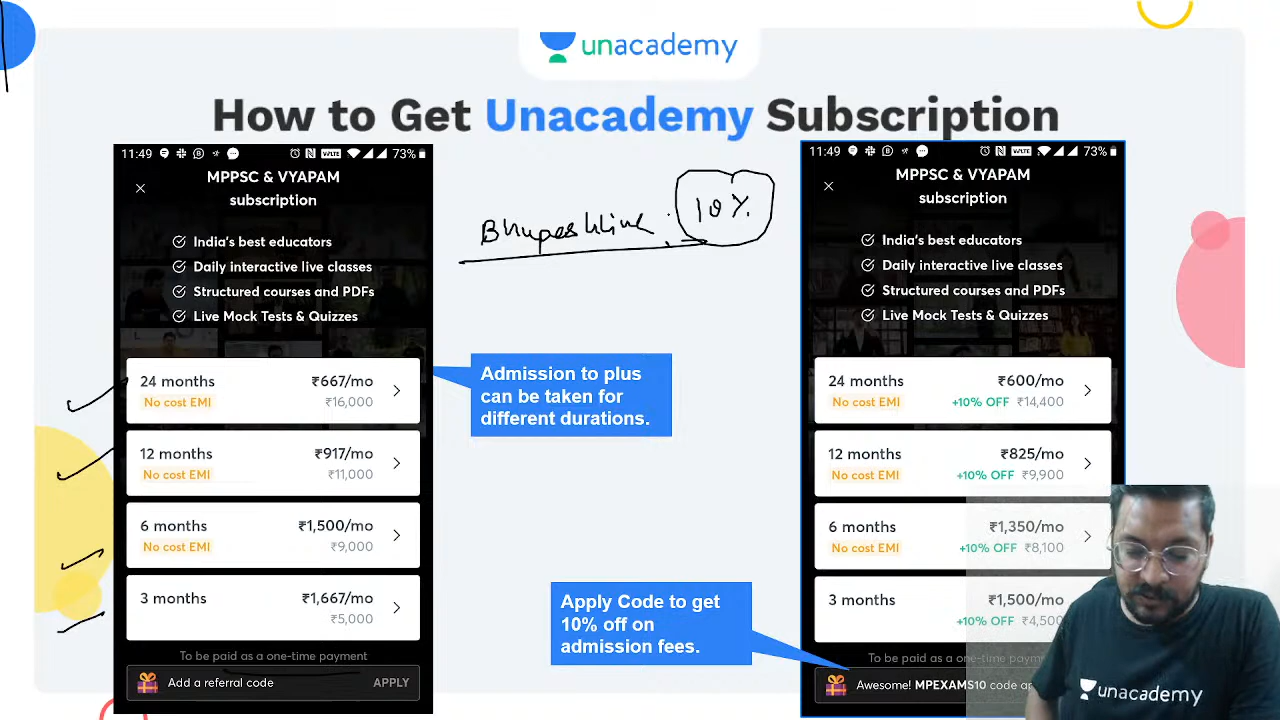 unacademy
How to Get Unacademy Subscription
11:49
73%
MPPSC & VYAPAM
subscription
India's best educators
Daily interactive live classes
Structured courses and PDFs
Live Mock Tests & Quizzes
24 months ₹667/mo
No cost EMI ₹16,000
12 months ₹917/mo
No cost EMI ₹11,000
6 months ₹1,500/mo
No cost EMI ₹9,000
3 months ₹1,667/mo
₹5,000
To be paid as a one-time payment
Add a referral code APPLY
10%
Admission to plus
can be taken for
different durations.
Apply Code to get
10% off on
admission fees.
11:49
73%
MPPSC & VYAPAM
subscription
India's best educators
Daily interactive live classes
Structured courses and PDFs
Live Mock Tests & Quizzes
24 months ₹600/mo
No cost EMI +10% OFF ₹14,400
12 months ₹825/mo
No cost EMI +10% OFF ₹9,900
6 months ₹1,350/mo
No cost EMI +10% OFF ₹8,100
3 months ₹1,500/mo
+10% OFF ₹4,500
To be paid as a one-time paym
Awesome! MPEXAMS10 code
unacademy